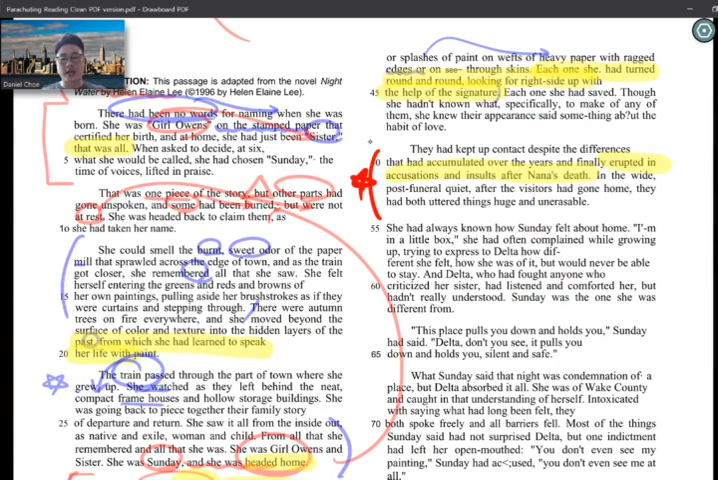 Parachuting Reading Clean PDF version.pdf - Drawboard PDF
Daniel Choe
TION: This passage is adapted from the novel Night
Water by Helen Elaine Lee (©1996 by Helen Elaine Lee).
There had been no words for naming when she was
born. She was "Girl Owens" on the stamped paper that
certified her birth, and at home, she had just been "Sister,"
that was all. When asked to decide, at six,
5 what she would be called, she had chosen "Sunday," the
time of voices, lifted in praise.
That was one piece of the story, but other parts had
gone unspoken, and some had been buried, but were not
at rest. She was headed back to claim them, as
1o she had taken her name.
She could smell the burnt, sweet odor of the paper
mill that sprawled across the edge of town, and as the train
got closer, she remembered all that she saw. She felt
herself entering the greens and reds and browns of
15 her own paintings, pulling aside her brushstrokes as if they
were curtains and stepping through. There were autumn
trees on fire everywhere, and she moved beyond the
surface of color and texture into the hidden layers of the
past, from which she had learned to speak
20 her life with paint.
The train passed through the part of town where she
grew up. She watched as they left behind the neat,
compact frame houses and hollow storage buildings. She
was going back to piece together their family story
25 of departure and return. She saw it all from the inside out,
as native and exile, woman and child. From all that she
remembered and all that she was. She was Girl Owens and
Sister. She was Sunday, and she was headed home.
or splashes of paint on wefts of heavy paper with ragged
edges or on see- through skins. Each one she. had turned
round and round, looking for right-side up with
45 the help of the signature. Each one she had saved. Though
she hadn't known what, specifically, to make of any of
them, she knew their appearance said something ab?ut the
habit of love.
They had kept up contact despite the differences
0 that had accumulated over the years and finally erupted in
accusations and insults after Nana's death. In the wide,
post-funeral quiet, after the visitors had gone home, they
had both uttered things huge and unerasable.
55 She had always known how Sunday felt about home. "I'-m
in a little box," she had often complained while growing
up, trying to express to Delta how dif-
ferent she felt, how she was of it, but would never be able
to stay. And Delta, who had fought anyone who
60 criticized her sister, had listened and comforted her, but
hadn't really understood. Sunday was the one she was
different from.
"This place pulls you down and holds you," Sunday
had said. "Delta, don't you see, it pulls you
65 down and holds you, silent and safe."
What Sunday said that night was condemnation of· a
place, but Delta absorbed it all. She was of Wake County
and caught in that understanding of herself. Intoxicated
with saying what had long been felt, they
70 both spoke freely and all barriers fell. Most of the things
Sunday said had not surprised Delta, but one indictment
had left her open-mouthed: "You don't even see my
painting," Sunday had ac<;used, "you don't even see me at
all."